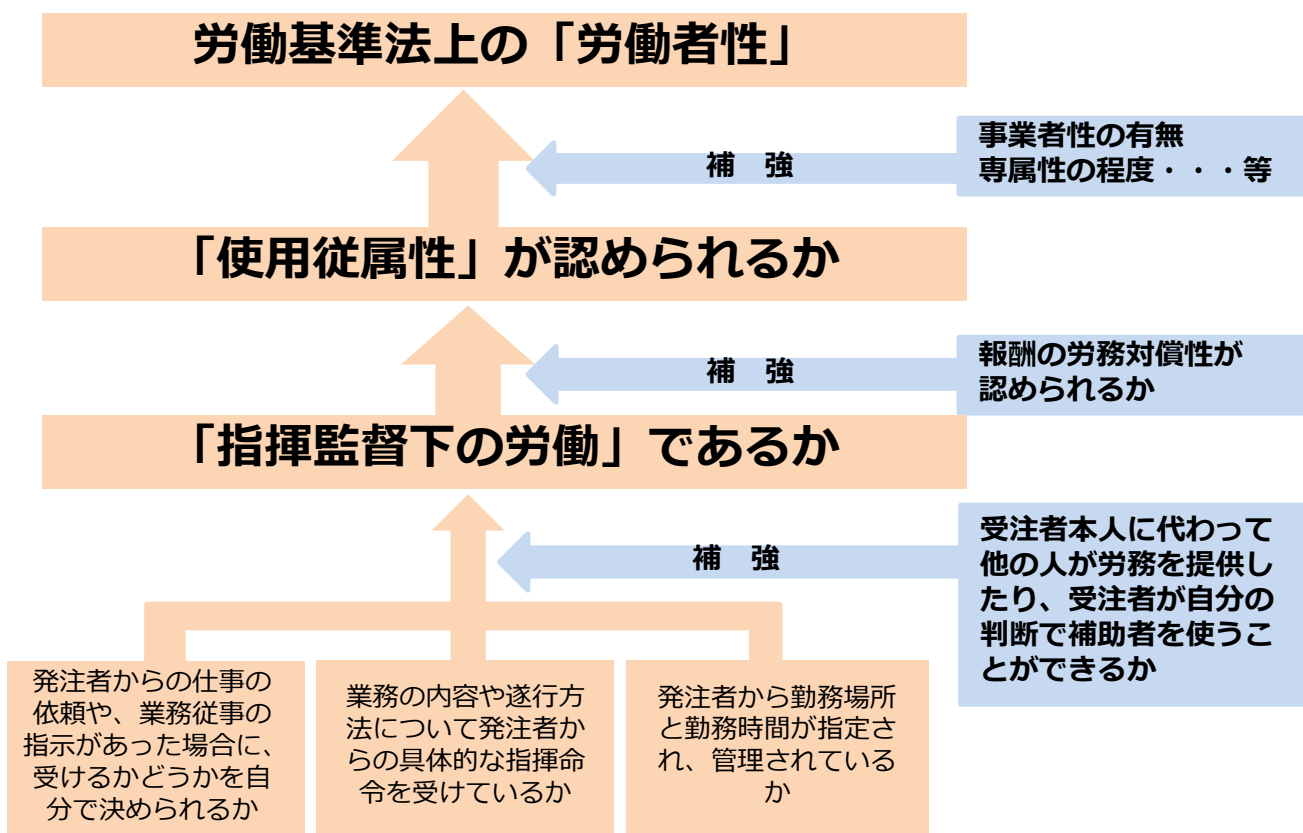 労働基準法上の「労働者性」
事業者性の有無
専属性の程度・・・等
補　強
「使用従属性」が認められるか
報酬の労務対償性が
認められるか
補　強
「指揮監督下の労働」であるか
受注者本人に代わって
他の人が労務を提供し
たり、受注者が自分の
判断で補助者を使うこ
とができるか
補　強
発注者からの仕事の
依頼や、業務従事の
指示があった場合に、
受けるかどうかを自
分で決められるか
業務の内容や遂行方
法について発注者か
らの具体的な指揮命
令を受けているか
発注者から勤務場所
と勤務時間が指定さ
れ、管理されている
か